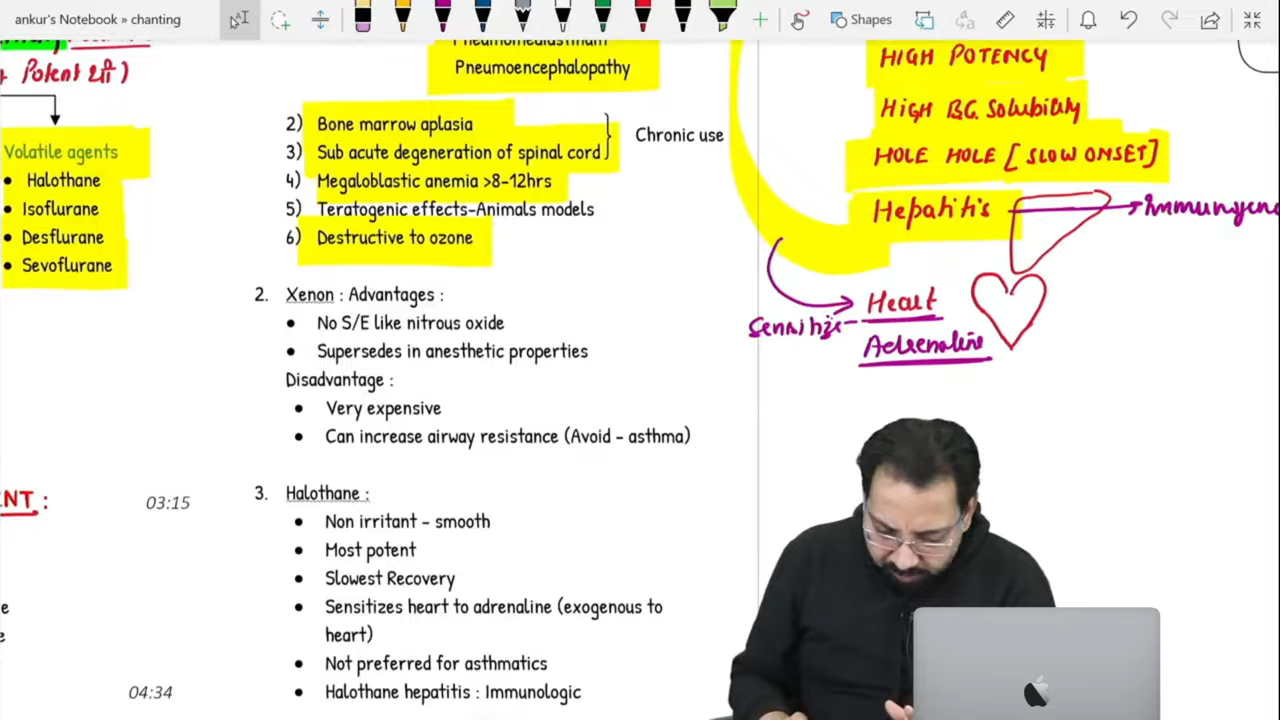 ankur's Notebook » chanting
Shapes
Potent
Volatile agents
• Halothane
• Isoflurane
• Desflurane
• Sevoflurane
NT :
03:15
04:34
Pneumomediastinum
Pneumoencephalopathy
2) Bone marrow aplasia
3) Sub acute degeneration of spinal cord
Chronic use
4) Megaloblastic anemia >8-12hrs
5) Teratogenic effects-Animals models
6) Destructive to ozone
2. Xenon : Advantages :
• No S/E like nitrous oxide
• Supersedes in anesthetic properties
Disadvantage :
• Very expensive
• Can increase airway resistance (Avoid - asthma)
3. Halothane :
• Non irritant - smooth
• Most potent
• Slowest Recovery
• Sensitizes heart to adrenaline (exogenous to
heart)
• Not preferred for asthmatics
• Halothane hepatitis : Immunologic
HIGH POTENCY
HIGH B.G. Solubility
HOLE HOLE [SLOW ONSET]
Hepatitis
Heart
Adrenaline